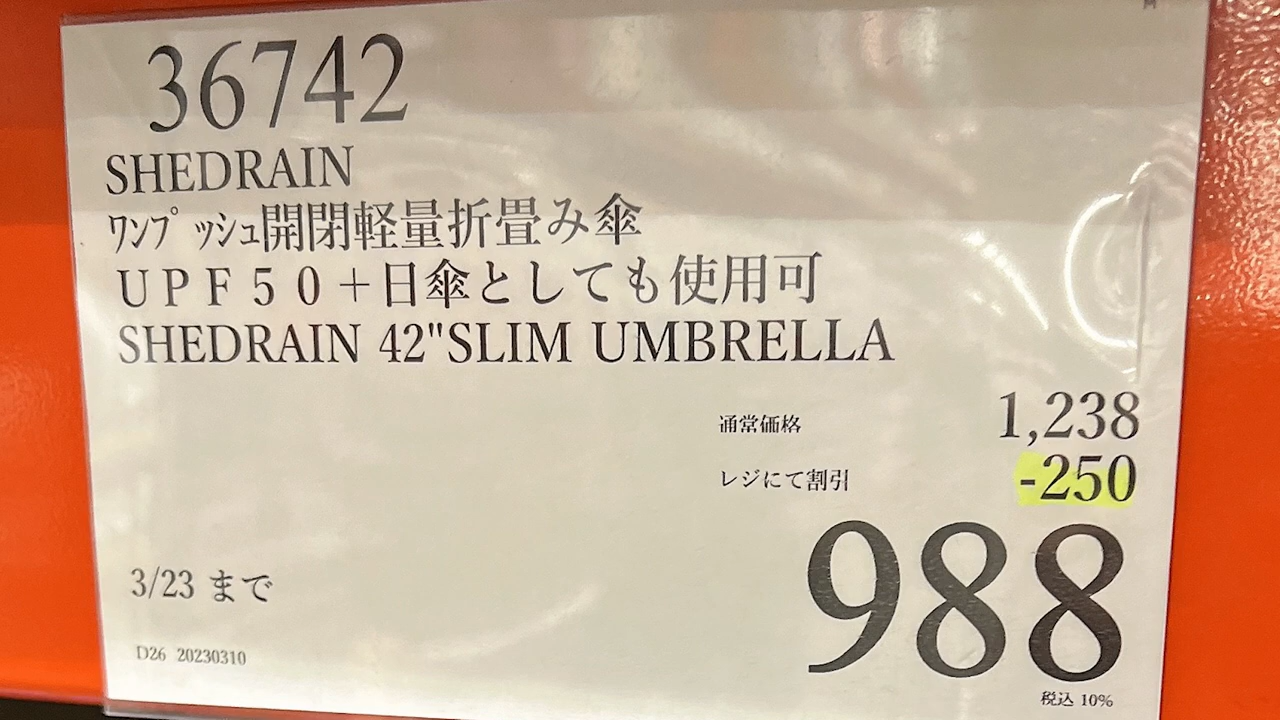 36742
SHEDRAIN
ﾜﾝﾌﾟｯｼｭ開閉軽量折畳み傘
ＵＰＦ５０＋日傘としても使用可
SHEDRAIN 42"SLIM UMBRELLA
通常価格 1,238
レジにて割引 -250
988
3/23 まで
D26 20230310
税込 10%